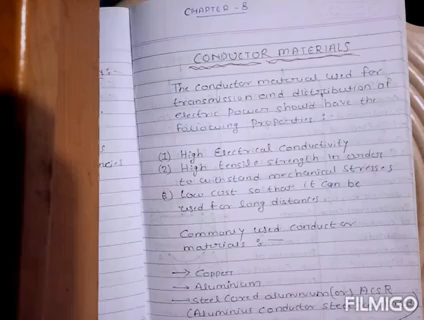 CHAPTER - 8
CONDUCTOR MATERIALS
The conductor material used for
transmission and distribution of
electric power should have the
following Properties :-
(1) High Electrical Conductivity
(2) High tensile strength in order
to withstand mechanical stresses
(3) Low cost so that it can be
used for long distances.
Commonly used conductor
materials :-
→ Copper
→ Aluminium
→ Steel Cored aluminium (or) ACSR
(Aluminium Conductor Steel
FILMIGO